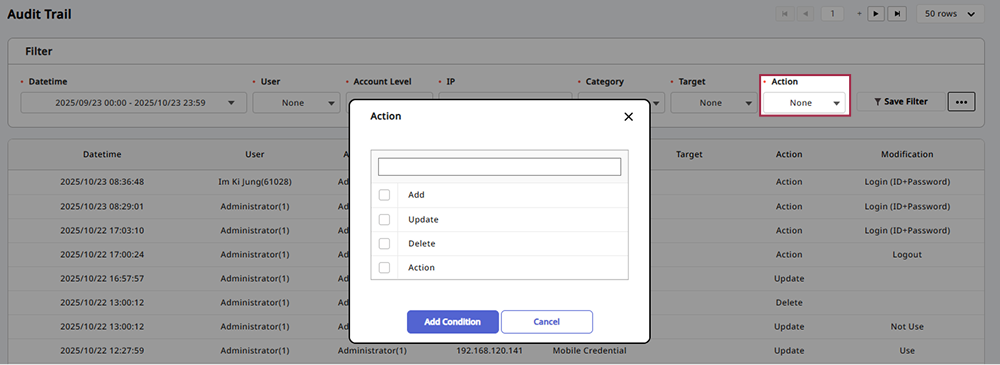 Audit Trail
1 + 50 rows
Filter
• Datetime • User • Account Level • IP • Category • Target • Action
2025/09/23 00:00 - 2025/10/23 23:59 None None None Save Filter •••
Action
Add
Update
Delete
Action
Add Condition Cancel
Datetime User A Target Action Modification
2025/10/23 08:36:48 Im Ki Jung(61028) Ad Action Login (ID+Password)
2025/10/23 08:29:01 Administrator(1) Ad Action Login (ID+Password)
2025/10/22 17:03:10 Administrator(1) Ad Action Login (ID+Password)
2025/10/22 17:00:24 Administrator(1) Ad Action Logout
2025/10/22 16:57:57 Administrator(1) Ad Update
2025/10/22 13:00:12 Administrator(1) Ad Delete
2025/10/22 13:00:12 Administrator(1) Ad Update Not Use
2025/10/22 12:27:59 Administrator(1) Administrator(1) 192.168.120.141 Mobile Credential Update Use